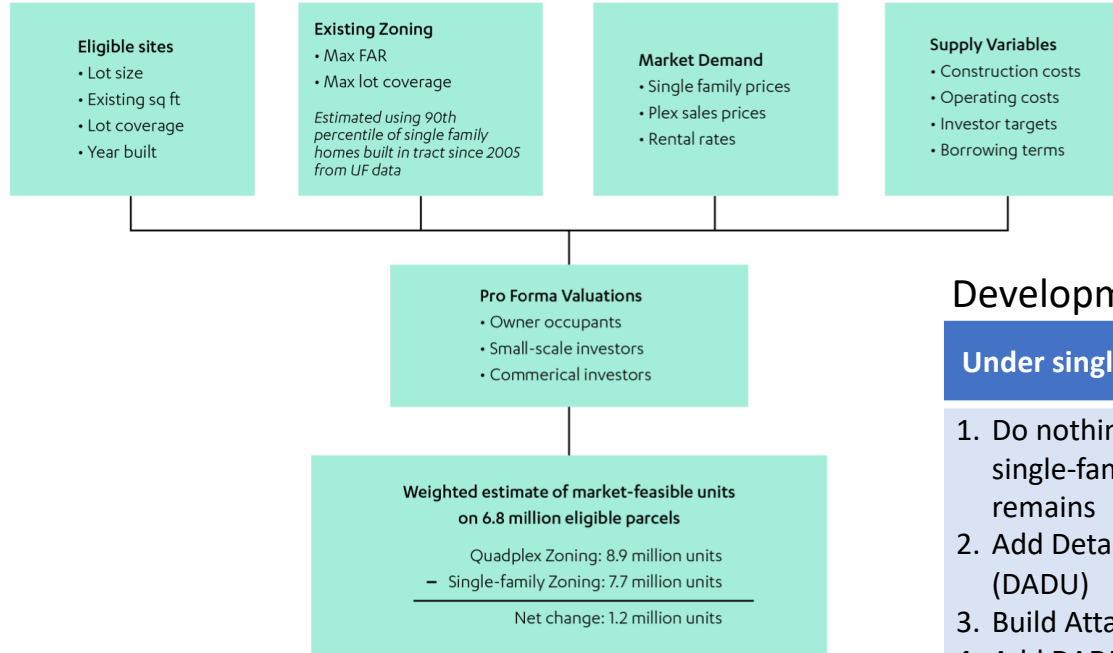 Eligible sites
• Lot size
• Existing sq ft
• Lot coverage
• Year built
Existing Zoning
• Max FAR
• Max lot coverage
Estimated using 90th
percentile of single family
homes built in tract since 2005
from UF data
Market Demand
• Single family prices
• Plex sales prices
• Rental rates
Supply Variables
• Construction costs
• Operating costs
• Investor targets
• Borrowing terms
Pro Forma Valuations
• Owner occupants
• Small-scale investors
• Commerical investors
Weighted estimate of market-feasible units
on 6.8 million eligible parcels
Quadplex Zoning: 8.9 million units
– Single-family Zoning: 7.7 million units
Net change: 1.2 million units
Under
1. Do
remains
2. Add
(DADU)
3. Build